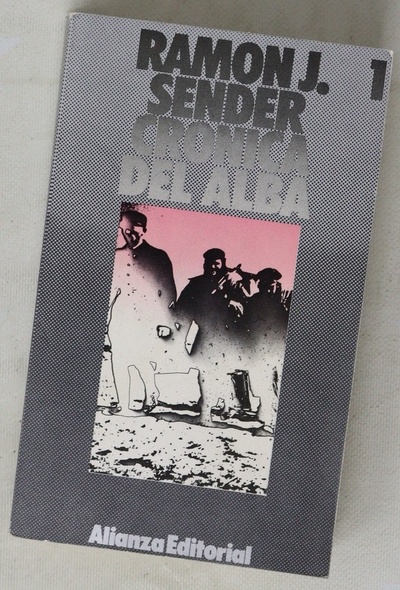 RAMON J.
SENDER
CRONICA
DEL ALBA
1
Alianza Editorial